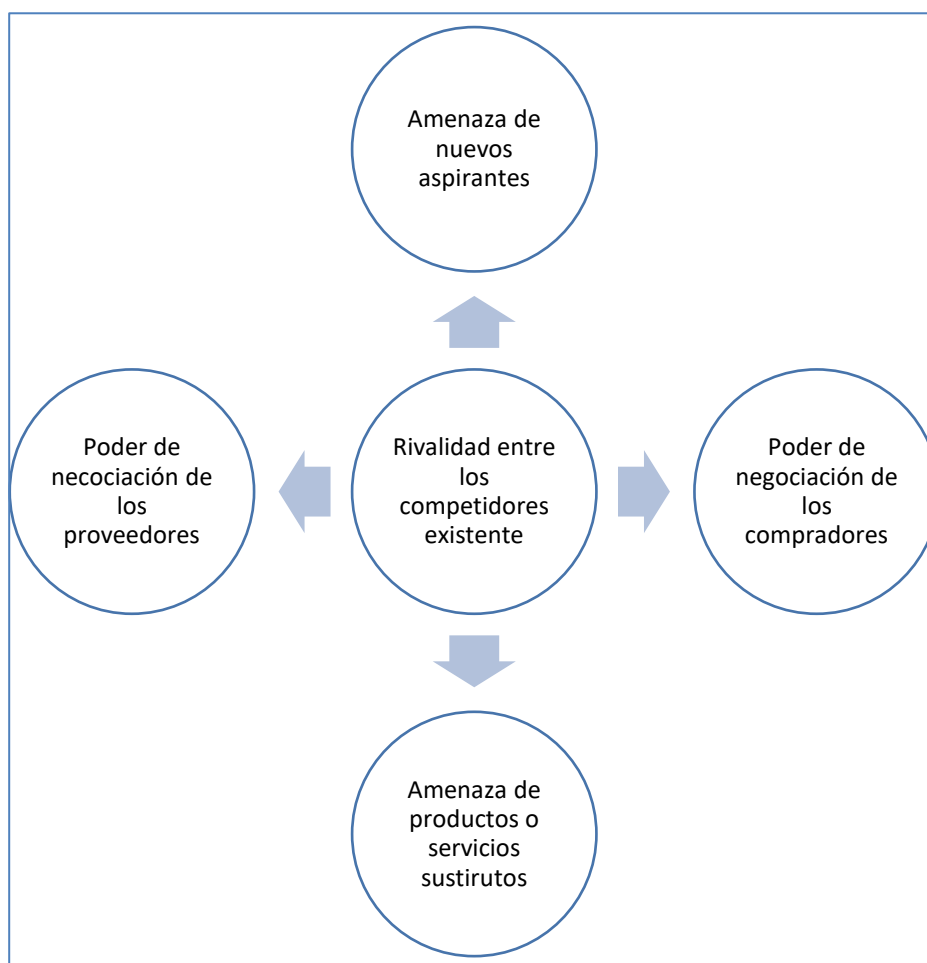 Amenaza de
nuevos
aspirantes
Poder de
necociación de
los
proveedores
Rivalidad entre
los
competidores
existente
Poder de
negociación de
los
compradores
Amenaza de
productos o
servicios
sustirutos